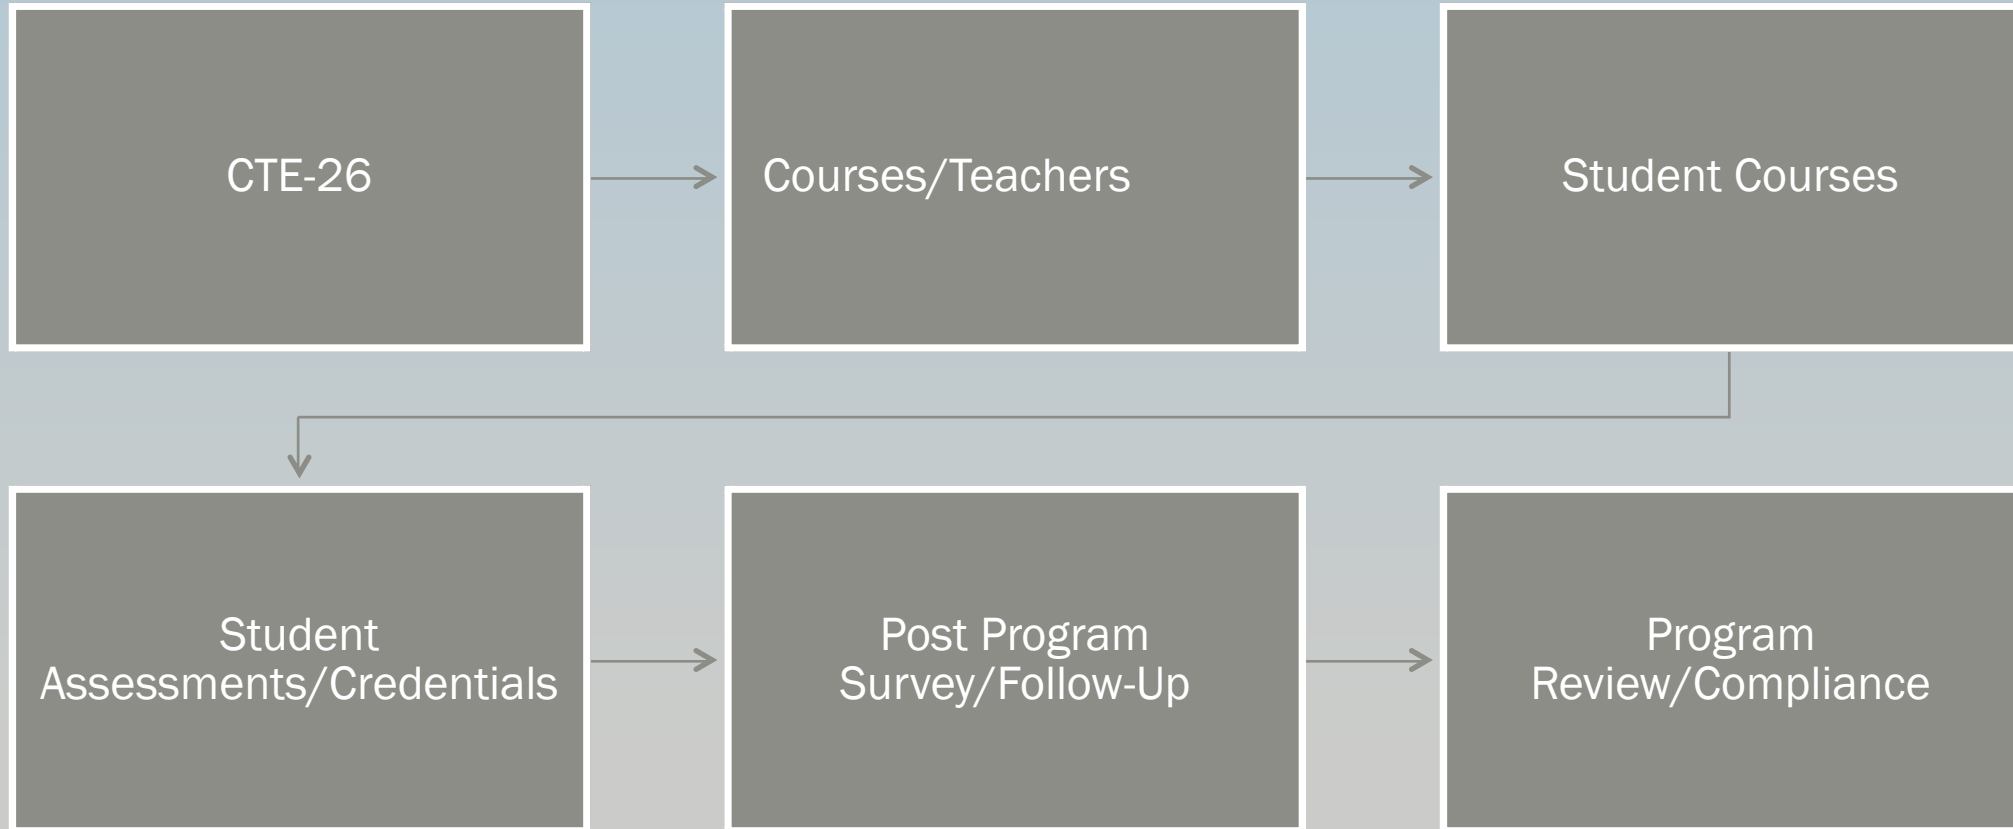 CTE-26
Courses/Teachers
Student Courses
Student
Assessments/Credentials
Post Program
Survey/Follow-Up
Program
Review/Compliance